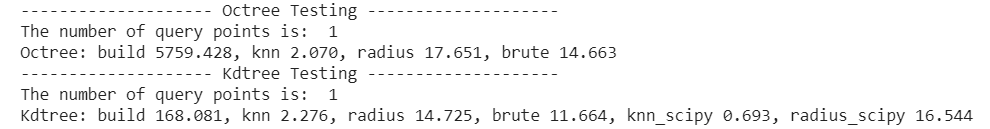 ------------------- Octree Testing -------------------
The number of query points is:  1
Octree: build 5759.428, knn 2.070, radius 17.651, brute 14.663
------------------- Kdtree Testing -------------------
The number of query points is:  1
Kdtree: build 168.081, knn 2.276, radius 14.725, brute 11.664, knn_scipy 0.693, radius_scipy 16.544